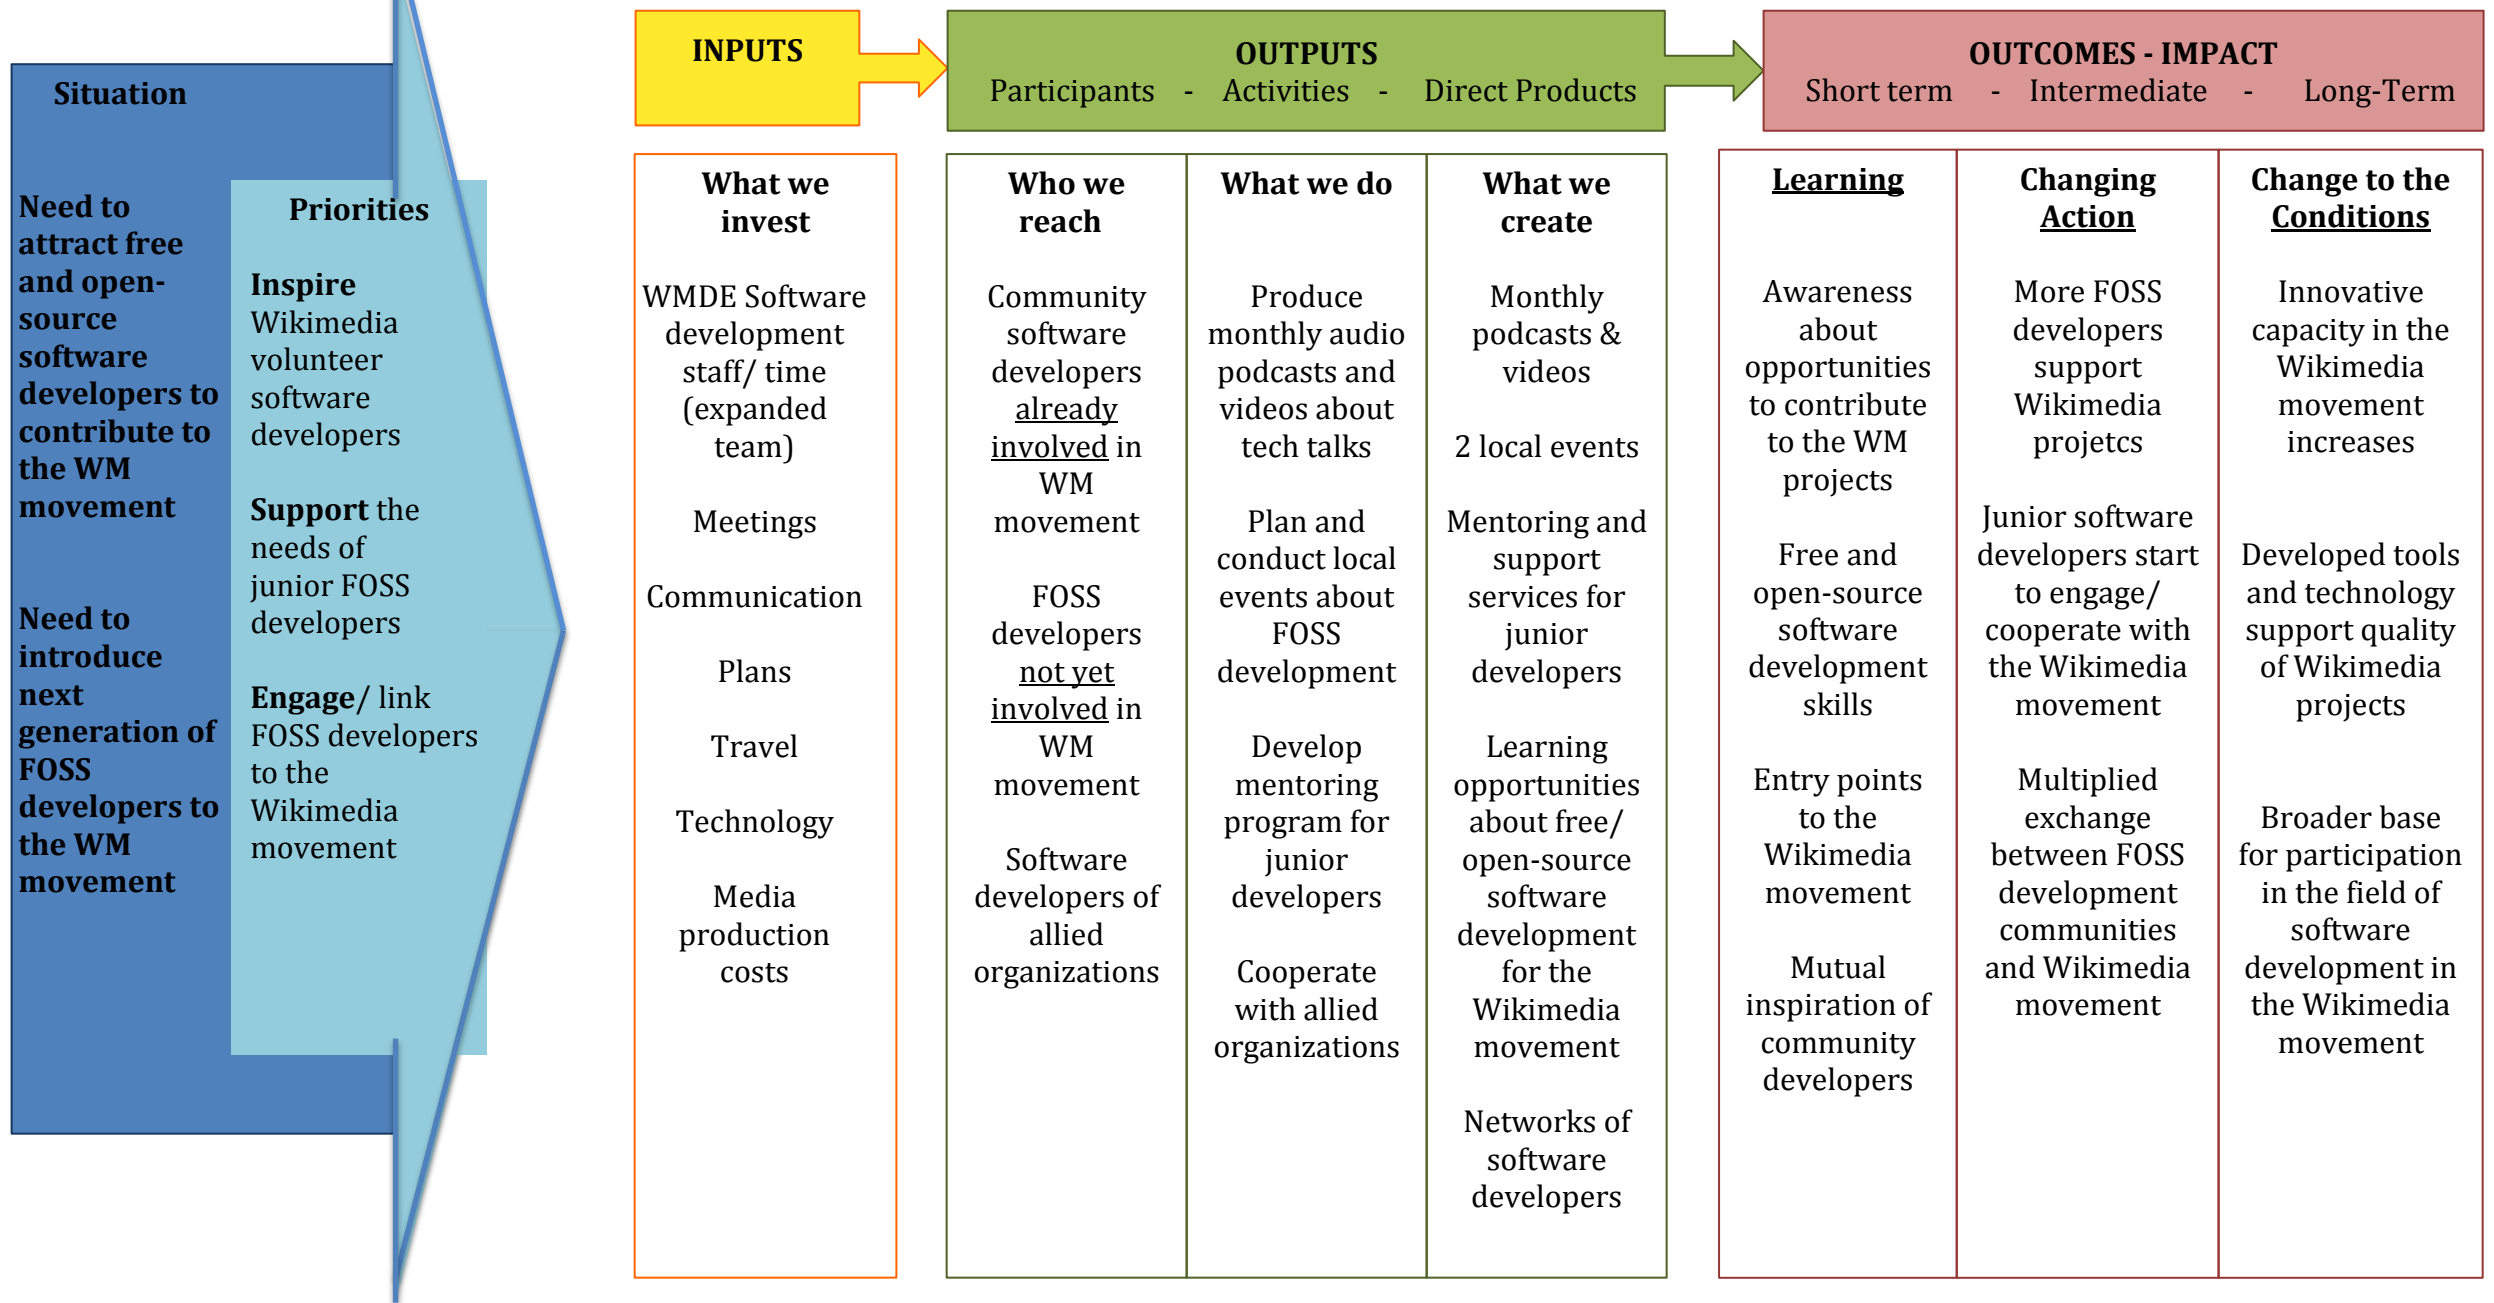 Situation
Need to
attract free
and open-
source
software
developers to
contribute to
the WM
movement
Need to
introduce
next
generation of
FOSS
developers to
the WM
movement
Priorities
Inspire
Wikimedia
volunteer
software
developers
Support the
needs of
junior FOSS
developers
Engage/ link
FOSS developers
to the
Wikimedia
movement
INPUTS
What we
invest
WMDE Software
development
staff/ time
(expanded
team)
Meetings
Communication
Plans
Travel
Technology
Media
production
costs
OUTPUTS
Participants - Activities - Direct Products
Who we
reach
Community
software
developers
already
involved in
WM
movement
FOSS
developers
not yet
involved in
WM
movement
Software
developers of
allied
organizations
What we do
Produce
monthly audio
podcasts and
videos about
tech talks
Plan and
conduct local
events about
FOSS
development
Develop
mentoring
program for
junior
developers
Cooperate
with allied
organizations
What we
create
Monthly
podcasts &
videos
2 local events
Mentoring and
support
services for
junior
developers
Learning
opportunities
about free/
open-source
software
development
for the
Wikimedia
movement
Networks of
software
developers
OUTCOMES - IMPACT
Short term - Intermediate - Long-Term
Learning
Awareness
about
opportunities
to contribute
to the WM
projects
Free and
open-source
software
development
skills
Entry points
to the
Wikimedia
movement
Mutual
inspiration of
community
developers
Changing
Action
More FOSS
developers
support
Wikimedia
projetcs
Junior software
developers start
to engage/
cooperate with
the Wikimedia
movement
Multiplied
exchange
between FOSS
development
communities
and Wikimedia
movement
Change to the
Conditions
Innovative
capacity in the
Wikimedia
movement
increases
Developed tools
and technology
support quality
of Wikimedia
projects
Broader base
for participation
in the field of
software
development in
the Wikimedia
movement